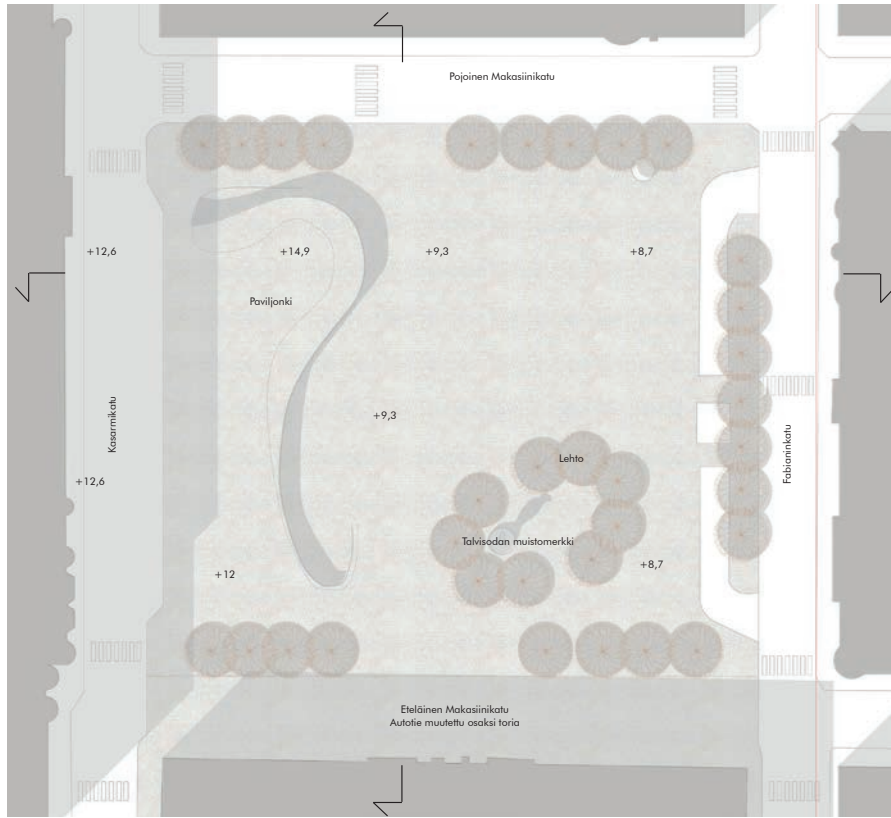 Pojoinen Makasiinikatu
+12,6
+14,9
+9,3
+8,7
Paviljonki
Kasarmikatu
+9,3
Fabianinkatu
Lehto
+12,6
Talvisodan muistomerkki
+12
+8,7
Eteläinen Makasiinikatu
Autotie muutettu osaksi toria